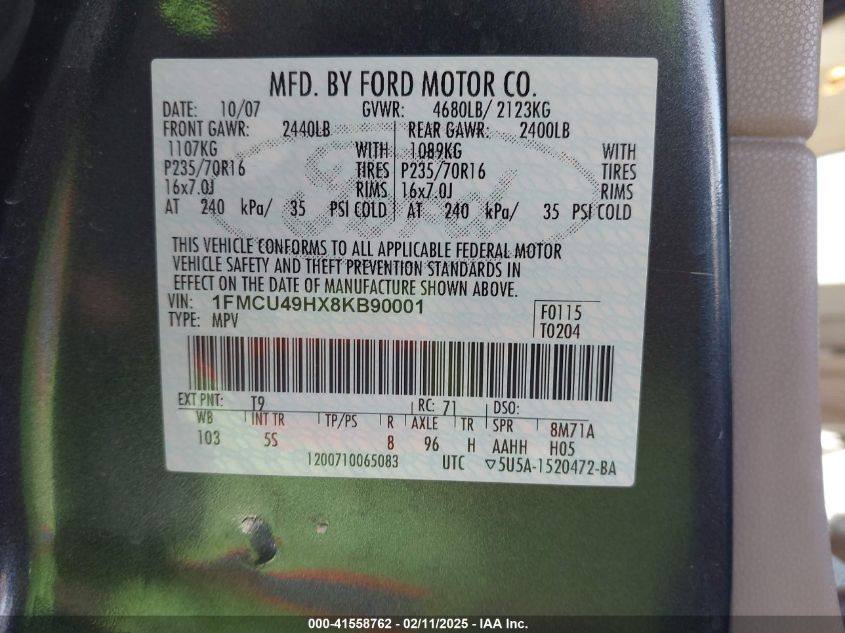 MFD. BY FORD MOTOR CO.
DATE: 10/07 GVWR: 4680LB/ 2123KG
FRONT GAWR: 2440LB REAR GAWR: 2400LB
1107KG WITH 1089KG WITH
P235/70R16 TIRES P235/70R16 TIRES
16x7.0J RIMS 16x7.0J RIMS
AT 240 kPa/ 35 PSI COLD AT 240 kPa/ 35 PSI COLD
Ford
THIS VEHICLE CONFORMS TO ALL APPLICABLE FEDERAL MOTOR
VEHICLE SAFETY AND THEFT PREVENTION STANDARDS IN
EFFECT ON THE DATE OF MANUFACTURE SHOWN ABOVE.
VIN: 1FMCU49HX8KB90001
TYPE: MPV
F0115
T0204
EXT PNT: T9 RC: 71 DSO:
WB INT TR TP/PS R AXLE TR SPR 8M71A
103 5S 8 96 H AAHH H05
1200710065083 UTC ▽5U5A-1520472-BA
000-41558762 - 02/11/2025 - IAA Inc.